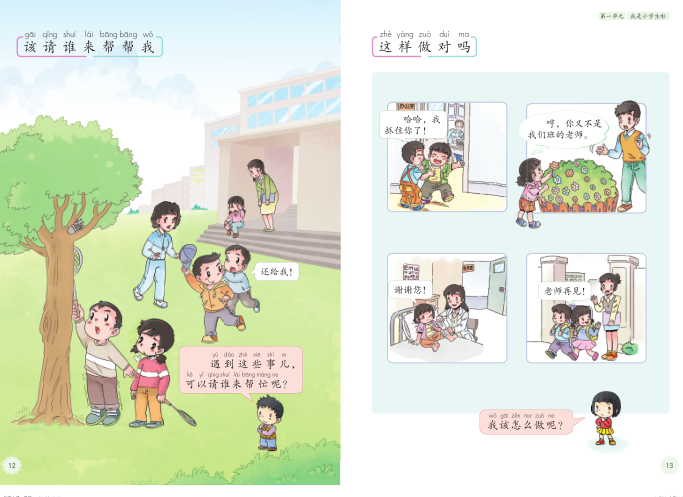 gāi qǐng shuí lái bāng bāng wǒ
该请谁来帮帮我
还给我!
yù dào zhè xiē shì er
遇到这些事儿,
kě yǐ qǐng shuí lái bāng máng ne
可以请谁来帮忙呢?
12
第一单元 我是小学生啦
zhè yàng zuò duì ma
这样做对吗
办公室
哈哈,我
抓住你了!
哼,你又不是
我们班的老师。
谢谢您!
老师再见!
wǒ gāi zěn me zuò ne
我该怎么做呢?
13